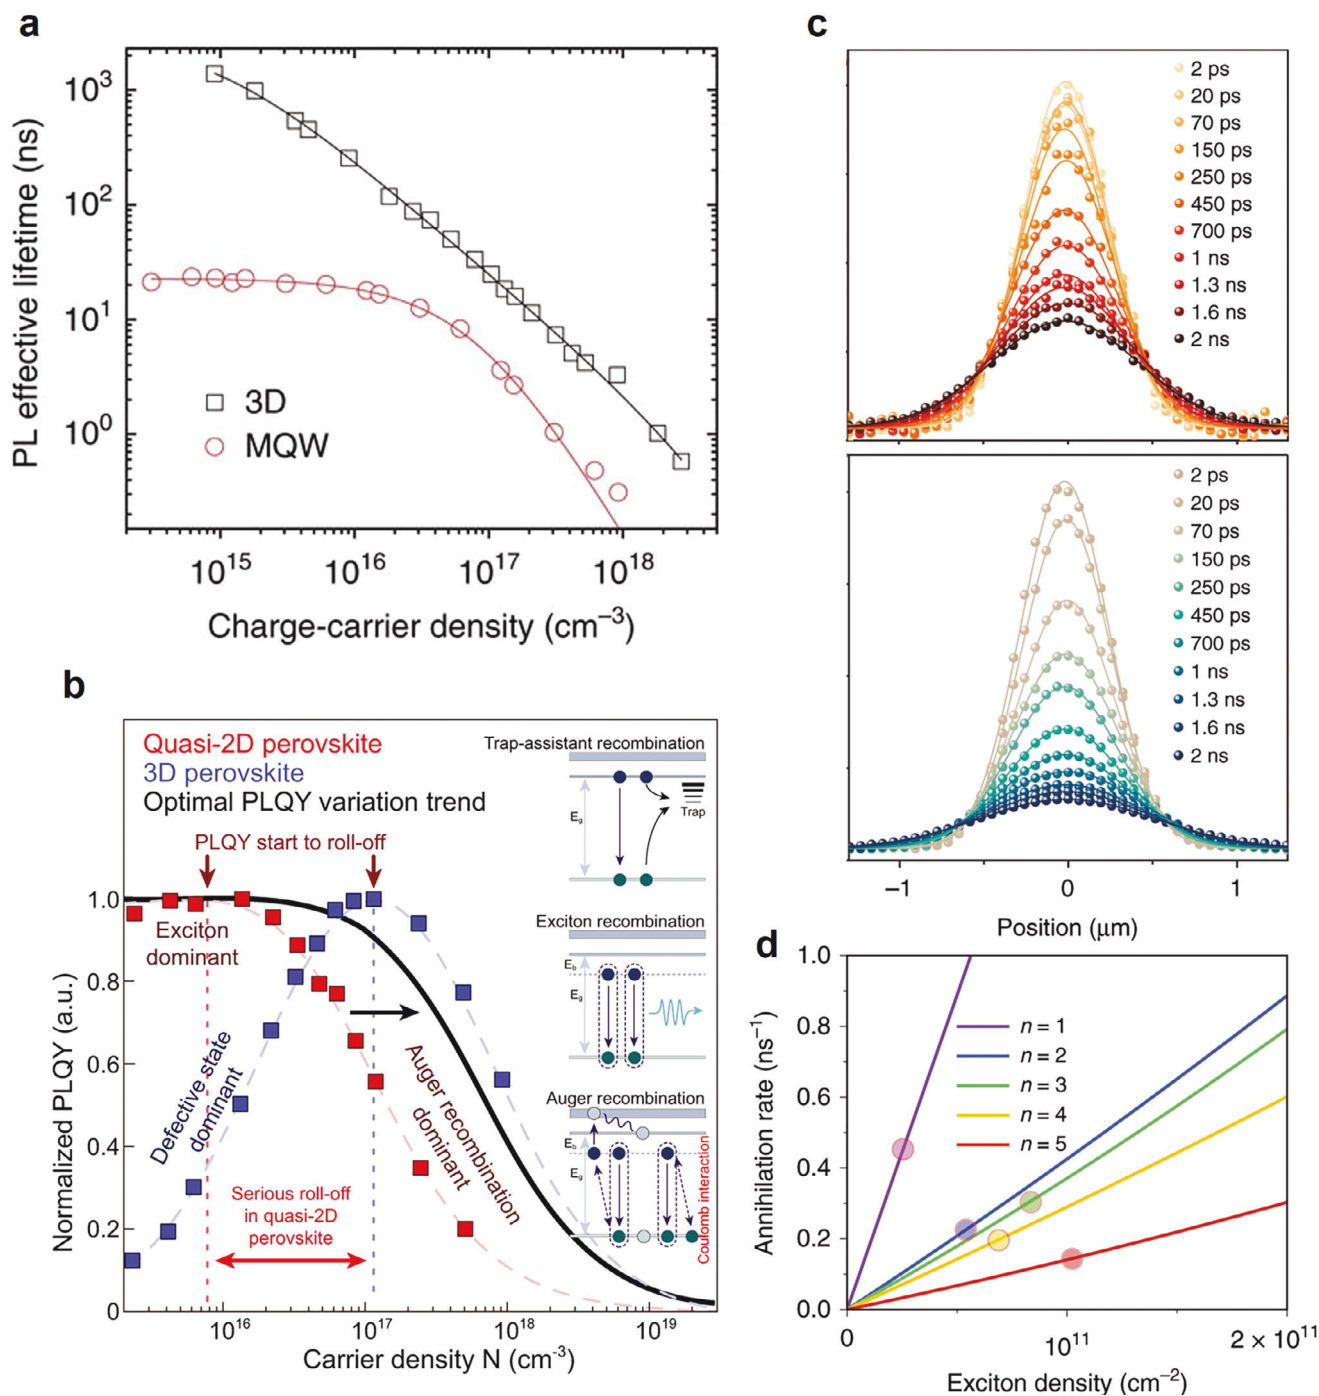 a
10³
10²
10¹
10⁰
PL effective lifetime (ns)
3D
MQW
10¹⁵
10¹⁶
10¹⁷
10¹⁸
Charge-carrier density (cm⁻³)
b
Quasi-2D perovskite
3D perovskite
Optimal PLQY variation trend
PLQY start to roll-off
Exciton
dominant
Defective state
dominant
Auger recombination
dominant
Serious roll-off
in quasi-2D
perovskite
1.0
0.8
0.6
0.4
0.2
0
Normalized PLQY (a.u.)
10¹⁶
10¹⁷
10¹⁸
10¹⁹
Carrier density N (cm⁻³)
Trap-assistant recombination
E_g
Trap
Exciton recombination
E_b
E_g
Auger recombination
E_b
E_g
Coulomb interaction
c
2 ps
20 ps
70 ps
150 ps
250 ps
450 ps
700 ps
1 ns
1.3 ns
1.6 ns
2 ns
2 ps
20 ps
70 ps
150 ps
250 ps
450 ps
700 ps
1 ns
1.3 ns
1.6 ns
2 ns
−1
0
1
Position (μm)
d
1.0
0.8
0.6
0.4
0.2
0.0
Annihilation rate (ns⁻¹)
n = 1
n = 2
n = 3
n = 4
n = 5
0
10¹¹
2 × 10¹¹
Exciton density (cm⁻²)